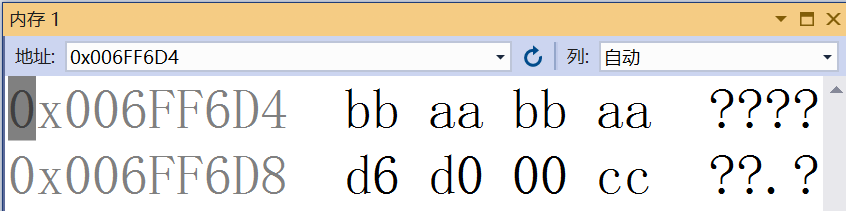 内存 1
地址: 0x006FF6D4 列: 自动
0x006FF6D4 bb aa bb aa ????
0x006FF6D8 d6 d0 00 cc ??.?